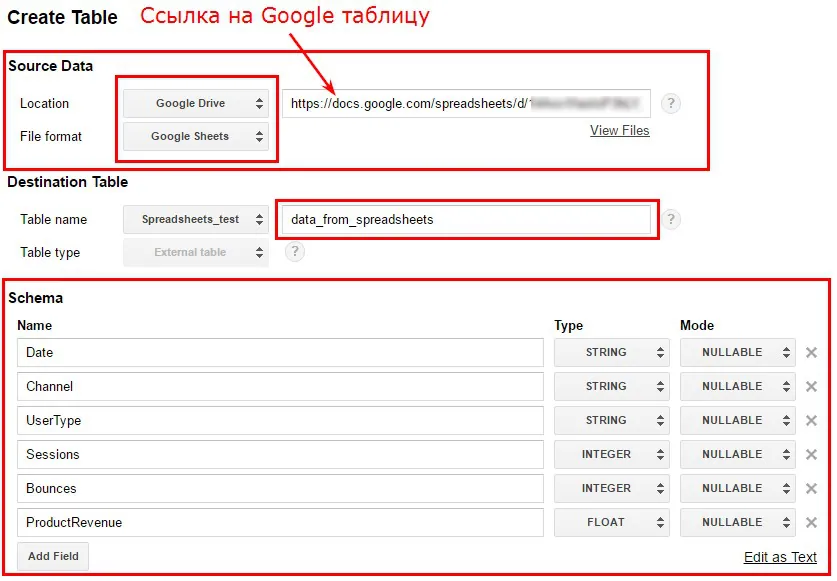 Create Table Ссылка на Google таблицу
Source Data
Location Google Drive https://docs.google.com/spreadsheets/d/ ?
File format Google Sheets View Files
Destination Table
Table name Spreadsheets_test data_from_spreadsheets ?
Table type External table ?
Schema
Name Type Mode
Date STRING NULLABLE
Channel STRING NULLABLE
UserType STRING NULLABLE
Sessions INTEGER NULLABLE
Bounces INTEGER NULLABLE
ProductRevenue FLOAT NULLABLE
Add Field Edit as Text